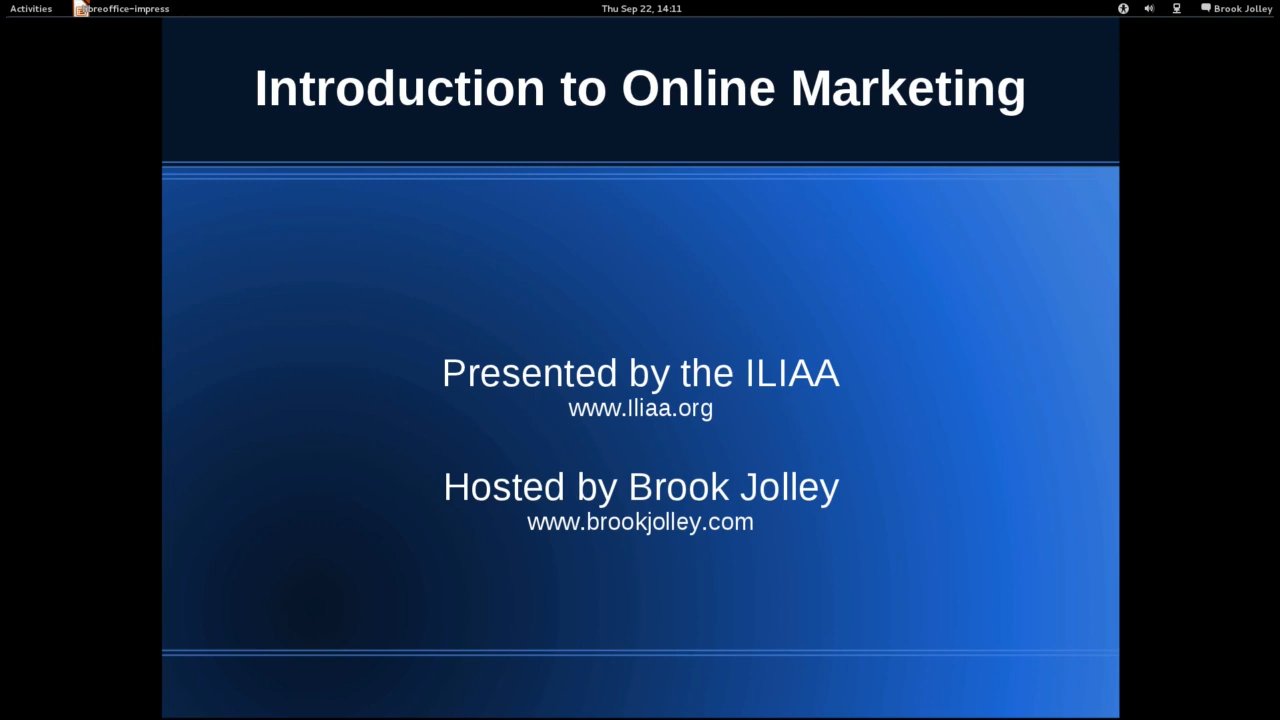 Activities breoffice-impress Thu Sep 22, 14:11 Brook Jolley
Introduction to Online Marketing
Presented by the ILIAA
www.Iliaa.org
Hosted by Brook Jolley
www.brookjolley.com